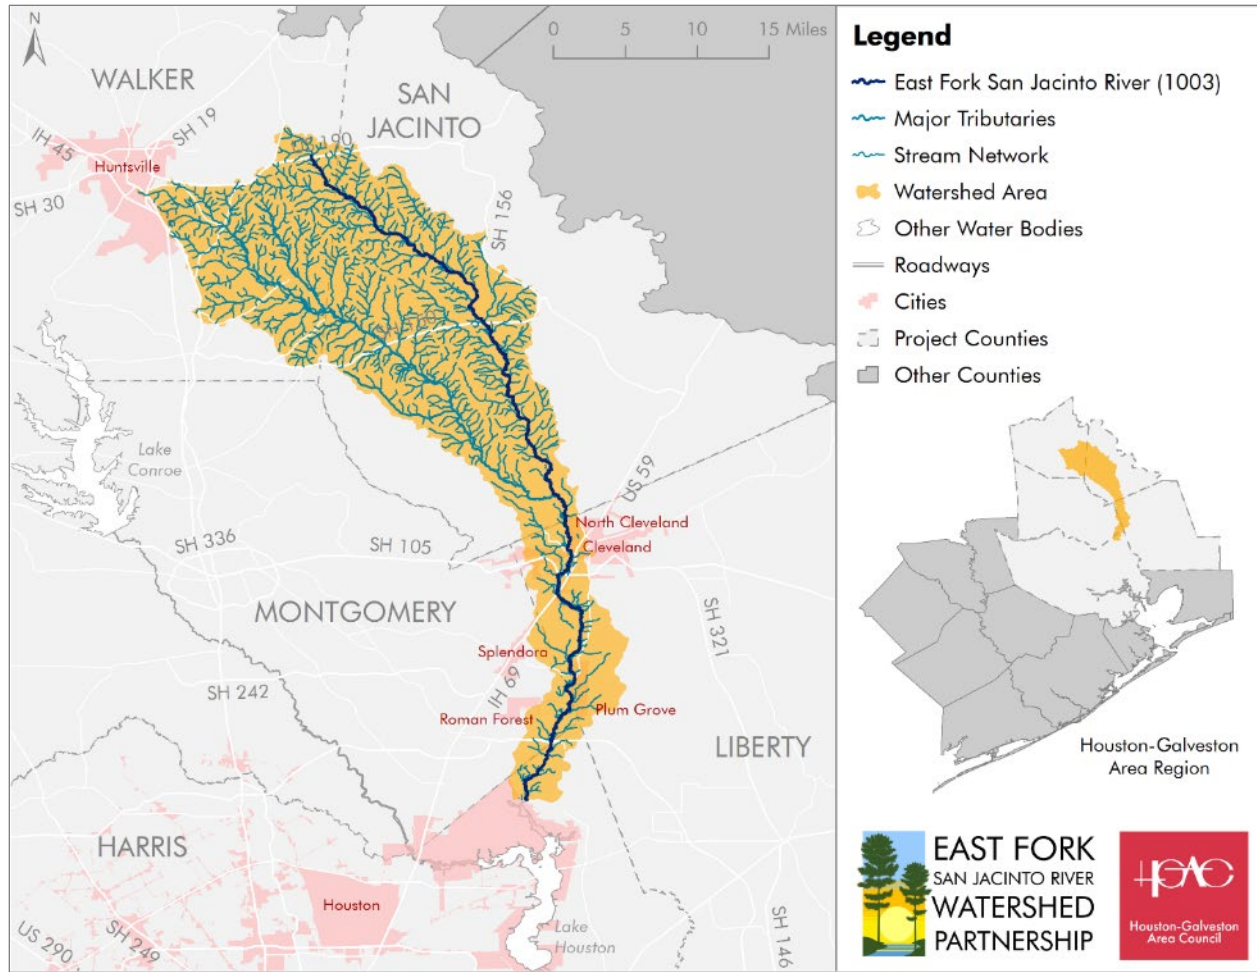 N
0 5 10 15 Miles
WALKER
SAN
JACINTO
IH 45
SH 19
190
Huntsville
SH 30
SH 156
Lake
Conroe
US 59
North Cleveland
Cleveland
SH 336
SH 105
MONTGOMERY
SH 321
Splendora
SH 242
IH 69
Roman Forest
Plum Grove
LIBERTY
HARRIS
Houston
Lake
Houston
US 290
SH 249
SH 146
Legend
East Fork San Jacinto River (1003)
Major Tributaries
Stream Network
Watershed Area
Other Water Bodies
Roadways
Cities
Project Counties
Other Counties
Houston-Galveston
Area Region
EAST FORK
SAN JACINTO RIVER
WATERSHED
PARTNERSHIP
HGAC
Houston-Galveston
Area Council